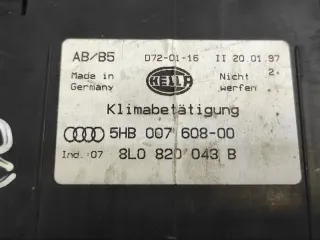 AB/B5 D72-01-16 II 20.01.97
Made in Germany HELLA Nicht 2. werfen
Klimabetätigung
5HB 007 608-00
Ind.:07 8L0 820 043 B